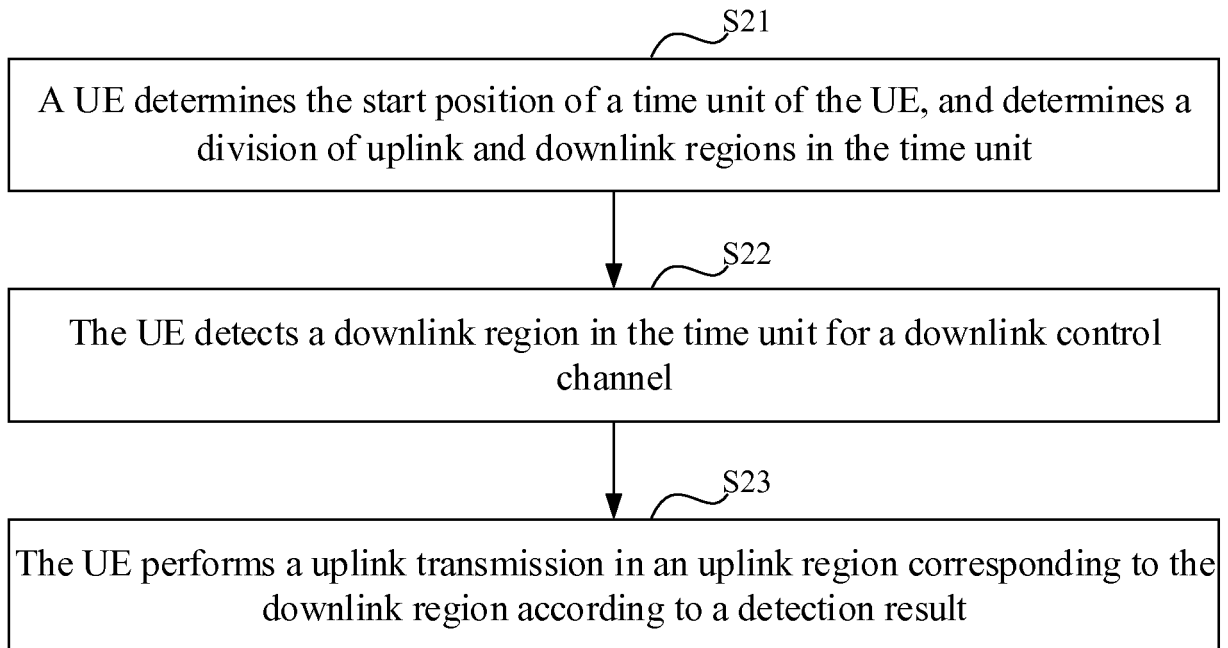 S21
A UE determines the start position of a time unit of the UE, and determines a
division of uplink and downlink regions in the time unit
S22
The UE detects a downlink region in the time unit for a downlink control
channel
S23
The UE performs a uplink transmission in an uplink region corresponding to the
downlink region according to a detection result